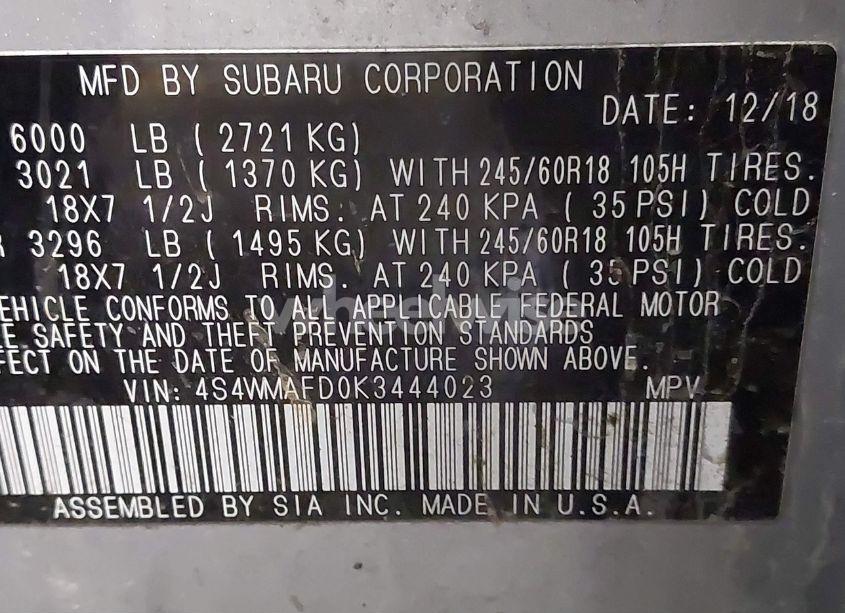 MFD BY SUBARU CORPORATION
DATE: 12/18
6000 LB ( 2721 KG)
3021 LB ( 1370 KG) WITH 245/60R18 105H TIRES.
18X7 1/2J RIMS. AT 240 KPA ( 35 PSI) COLD
3296 LB ( 1495 KG) WITH 245/60R18 105H TIRES.
18X7 1/2J RIMS. AT 240 KPA ( 35 PSI) COLD
EHICLE CONFORMS TO ALL APPLICABLE FEDERAL MOTOR
E SAFETY AND THEFT PREVENTION STANDARDS
FECT ON THE DATE OF MANUFACTURE SHOWN ABOVE.
VIN: 4S4WMAFD0K3444023 MPV
ASSEMBLED BY SIA INC. MADE IN U.S.A.